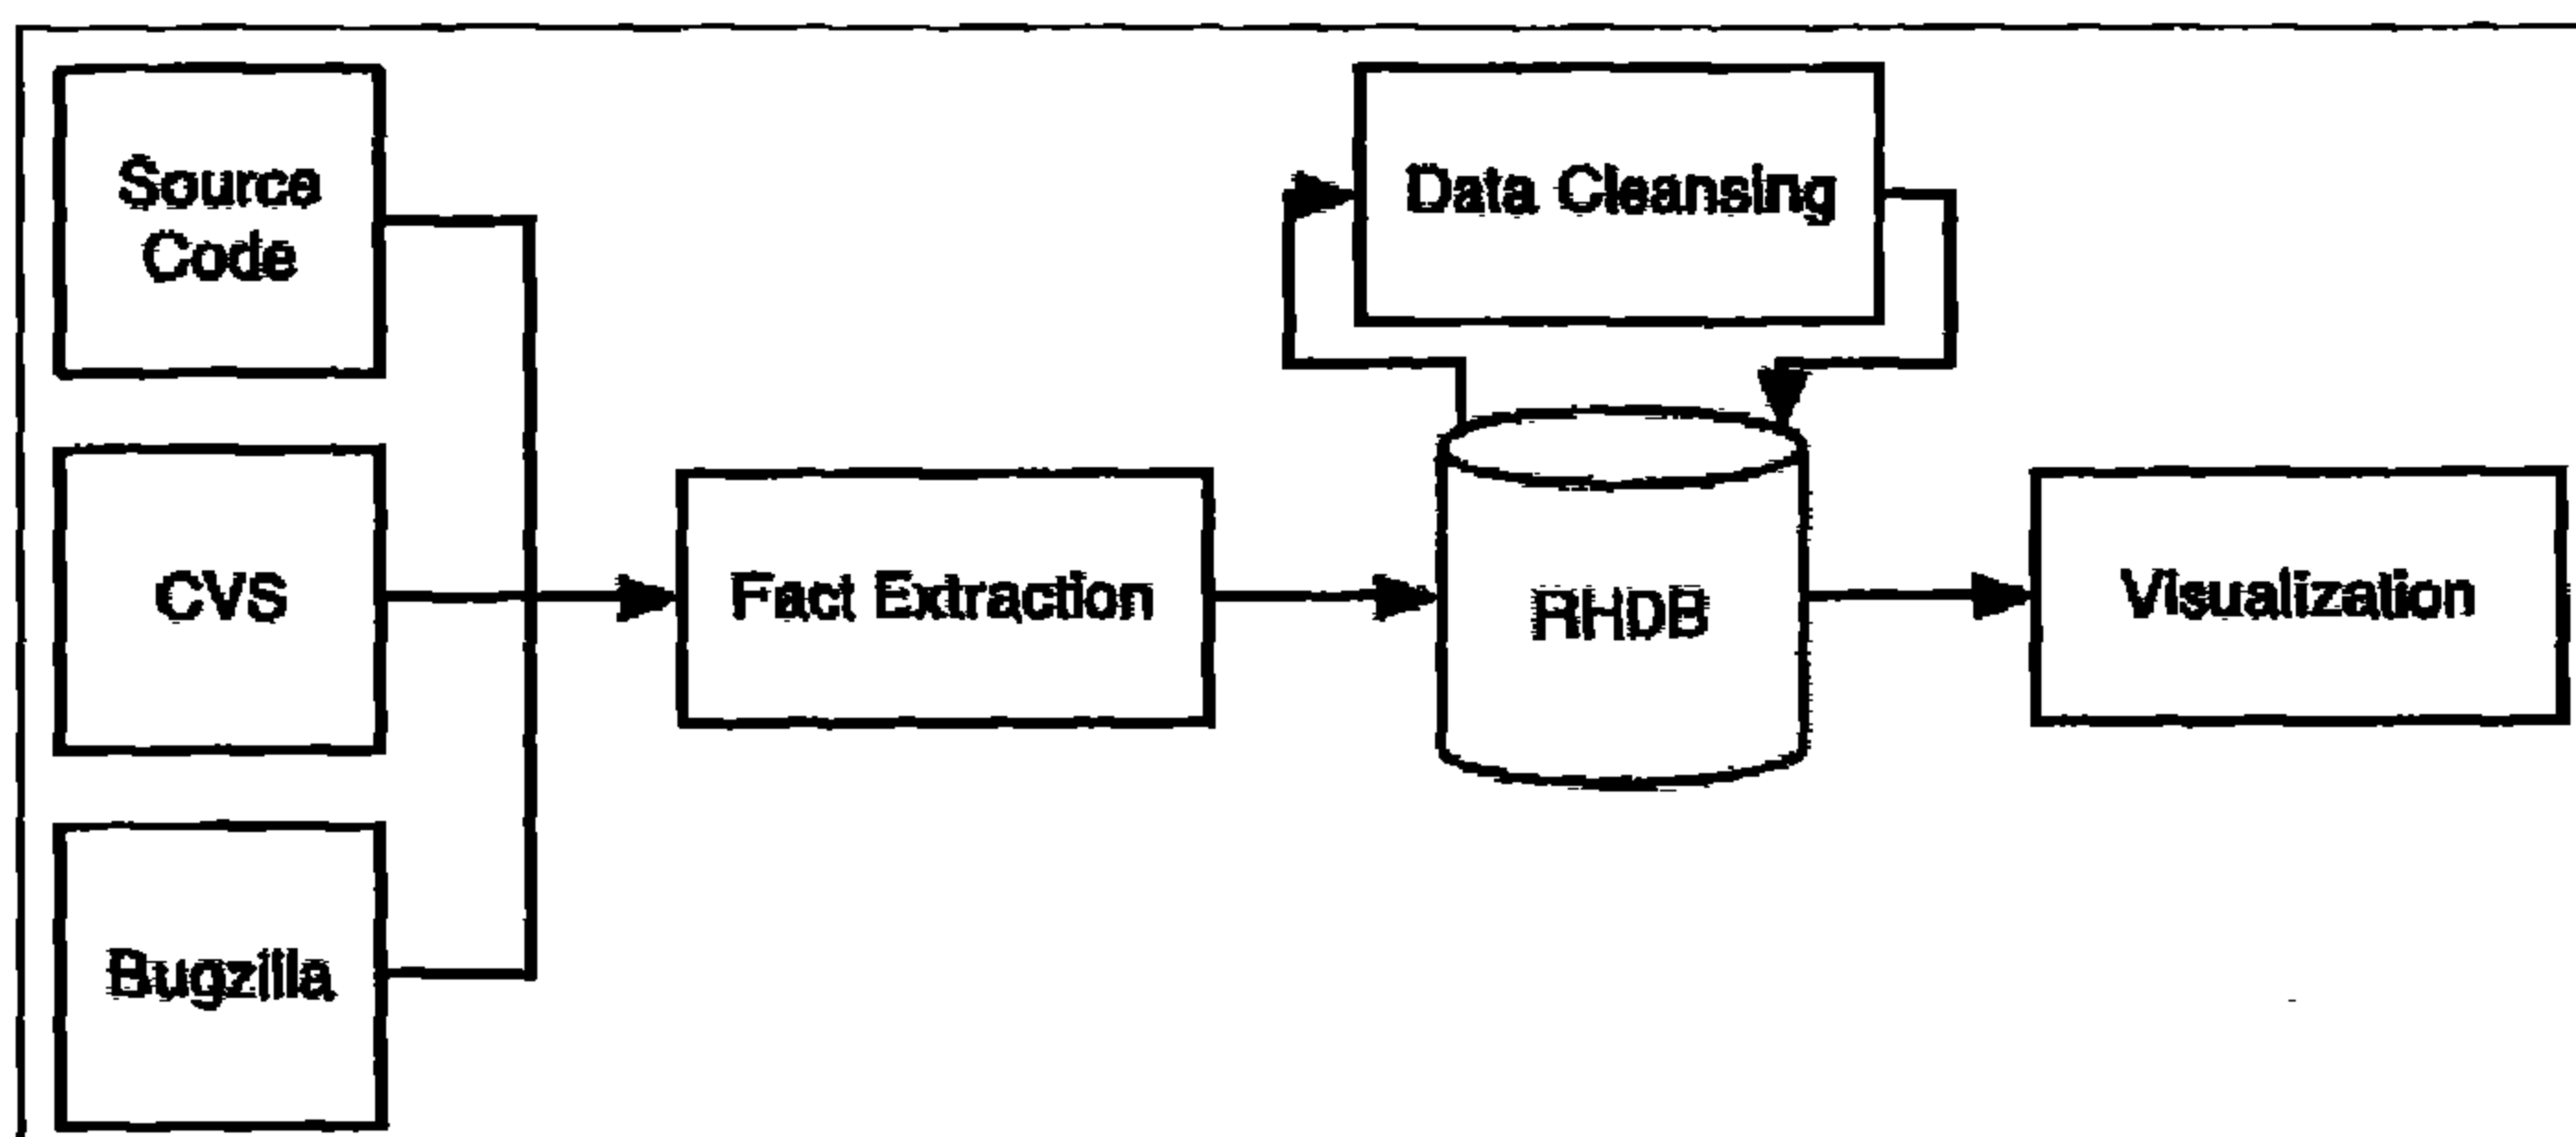 Source
Code
CVS
Bugzilla
Fact Extraction
Data Cleansing
RHDB
Visualization